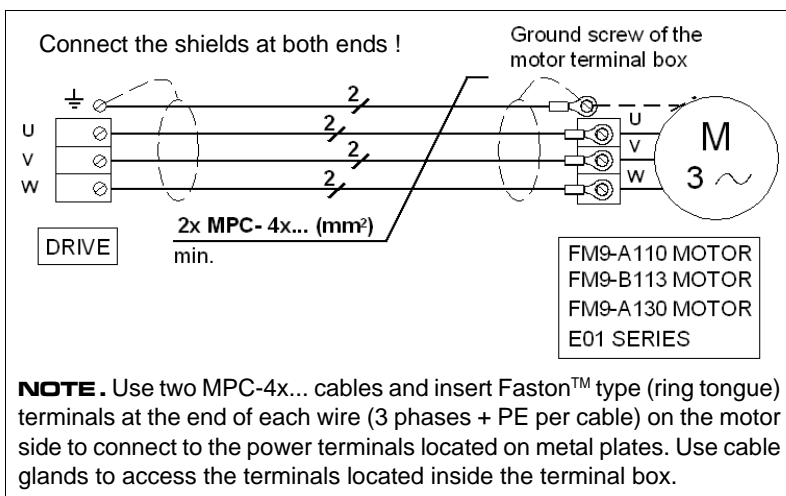 Connect the shields at both ends !
Ground screw of the
motor terminal box
2
U
2
U
V
2
V
W
2
W
M
3 ~
2x MPC- 4x... (mm²)
min.
DRIVE
FM9-A110 MOTOR
FM9-B113 MOTOR
FM9-A130 MOTOR
E01 SERIES
NOTE. Use two MPC-4x... cables and insert Faston™ type (ring tongue)
terminals at the end of each wire (3 phases + PE per cable) on the motor
side to connect to the power terminals located on metal plates. Use cable
glands to access the terminals located inside the terminal box.